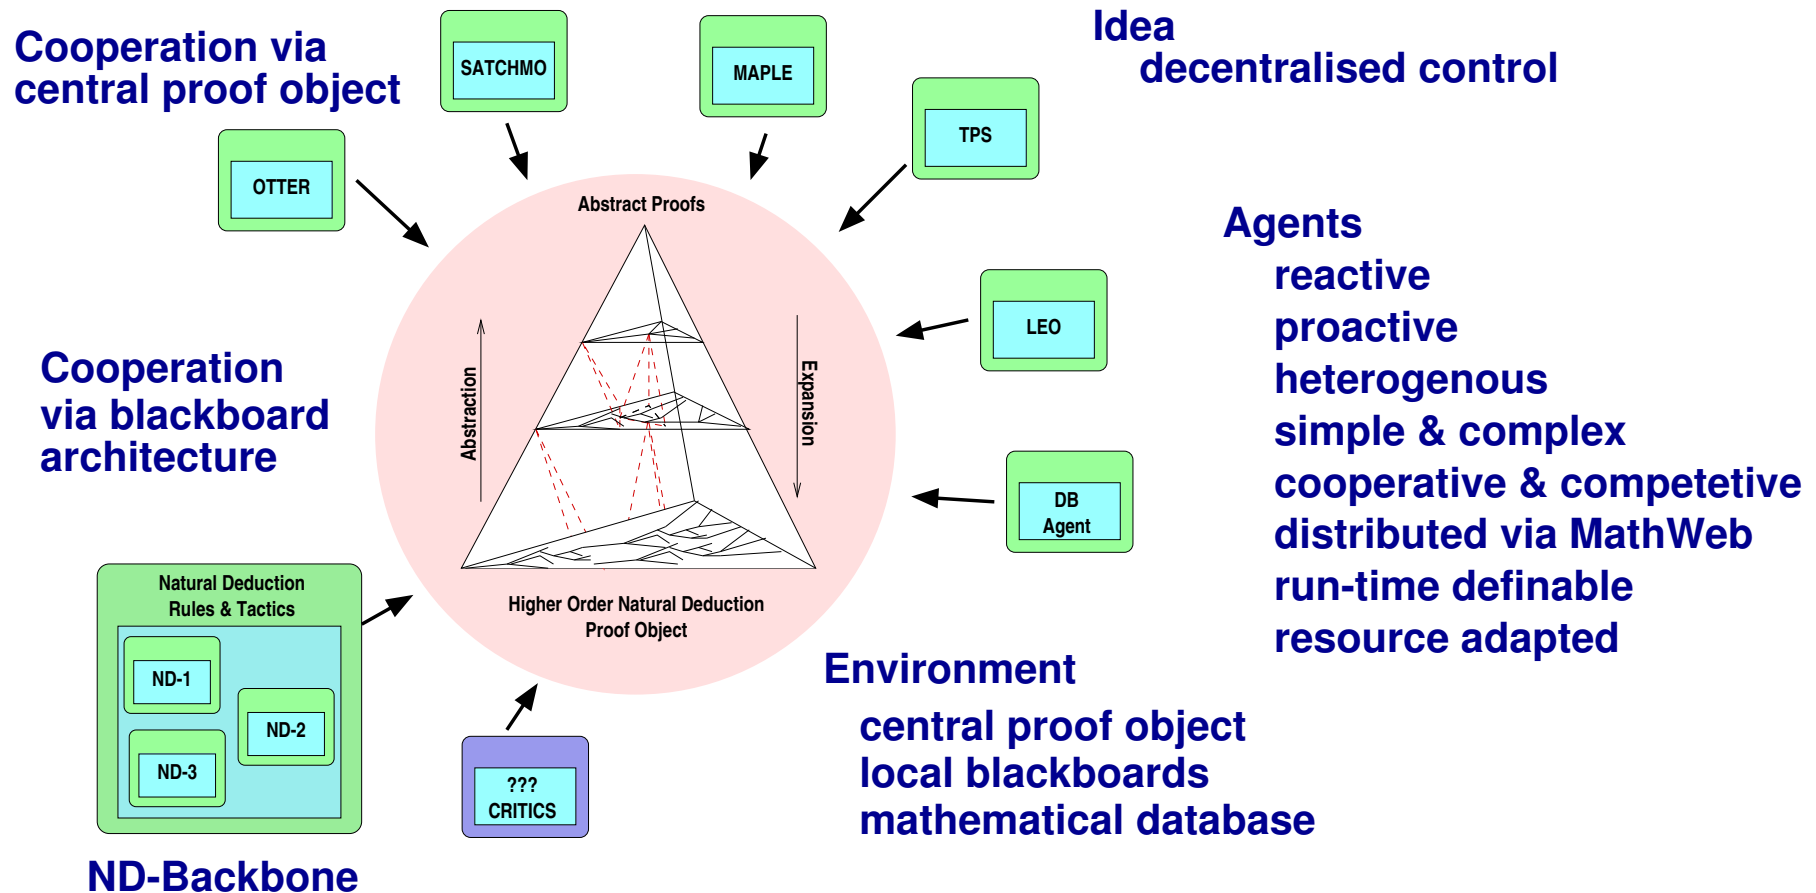 Cooperation via
central proof object
SATCHMO
MAPLE
Idea
decentralised control
OTTER
TPS
Abstract Proofs
Agents
reactive
proactive
heterogenous
simple & complex
cooperative & competetive
distributed via MathWeb
run-time definable
resource adapted
LEO
Cooperation
via blackboard
architecture
Abstraction
Expansion
DB
Agent
Natural Deduction
Rules & Tactics
ND-1
ND-2
ND-3
Higher Order Natural Deduction
Proof Object
???
CRITICS
Environment
central proof object
local blackboards
mathematical database
ND-Backbone